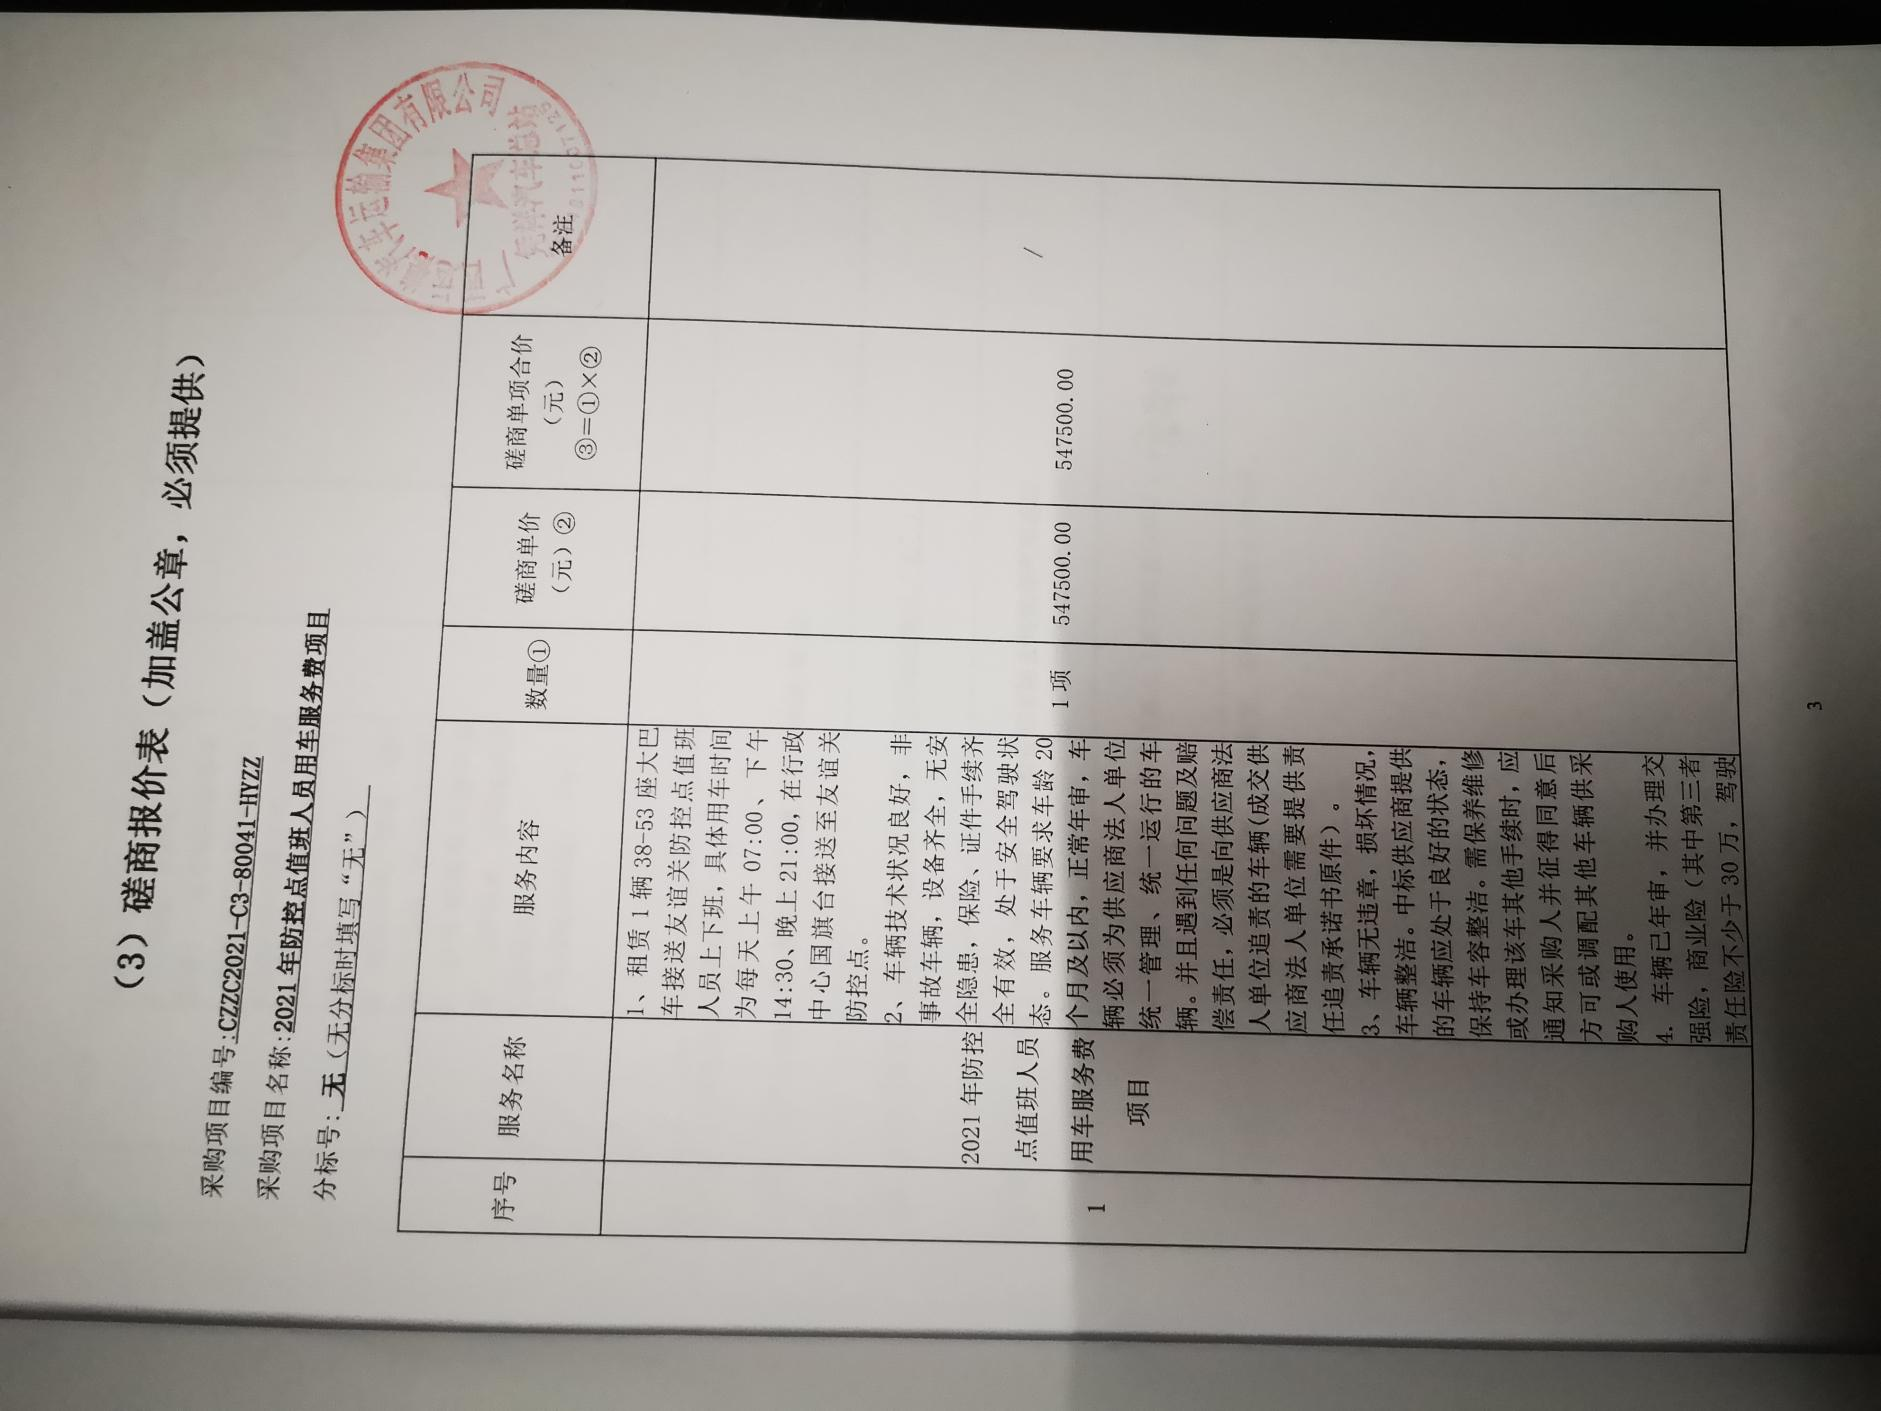 （3）磋商报价表（加盖公章，必须提供）
采购项目编号:CZZC2021-C3-80041-HYZZ
采购项目名称:2021年防控点值班人员用车服务费项目
分标号:无（无分标时填写“无”）
序号
服务名称
服务内容
数量①
磋商单价
（元）②
磋商单项合价
（元）
③=①×②
备注
1
2021年防控
点值班人员
用车服务费
项目
1、租赁1辆38-53座大巴
车接送友谊关防控点值班
人员上下班，具体用车时间
为每天上午07:00、下午
14:30、晚上21:00，在行政
中心国旗台接送至友谊关
防控点。
2、车辆技术状况良好，非
事故车辆，设备齐全，无安
全隐患，保险、证件手续齐
全有效，处于安全驾驶状
态。服务车辆要求车龄20
个月及以内，正常年审，车
辆必须为供应商法人单位
统一管理、统一运行的车
辆。并且遇到任何问题及赔
偿责任，必须是向供应商法
人单位追责的车辆(成交供
应商法人单位需要提供责
任追责承诺书原件）。
3、车辆无违章，损坏情况，
车辆整洁。中标供应商提供
的车辆应处于良好的状态，
保持车容整洁。需保养维修
或办理该车其他手续时，应
通知采购人并征得同意后
方可或调配其他车辆供采
购人使用。
4. 车辆已年审，并办理交
强险，商业险（其中第三者
责任险不少于30万，驾驶
1项
547500.00
547500.00
/
汽车运输集团有限公司
凭祥汽车总站
3